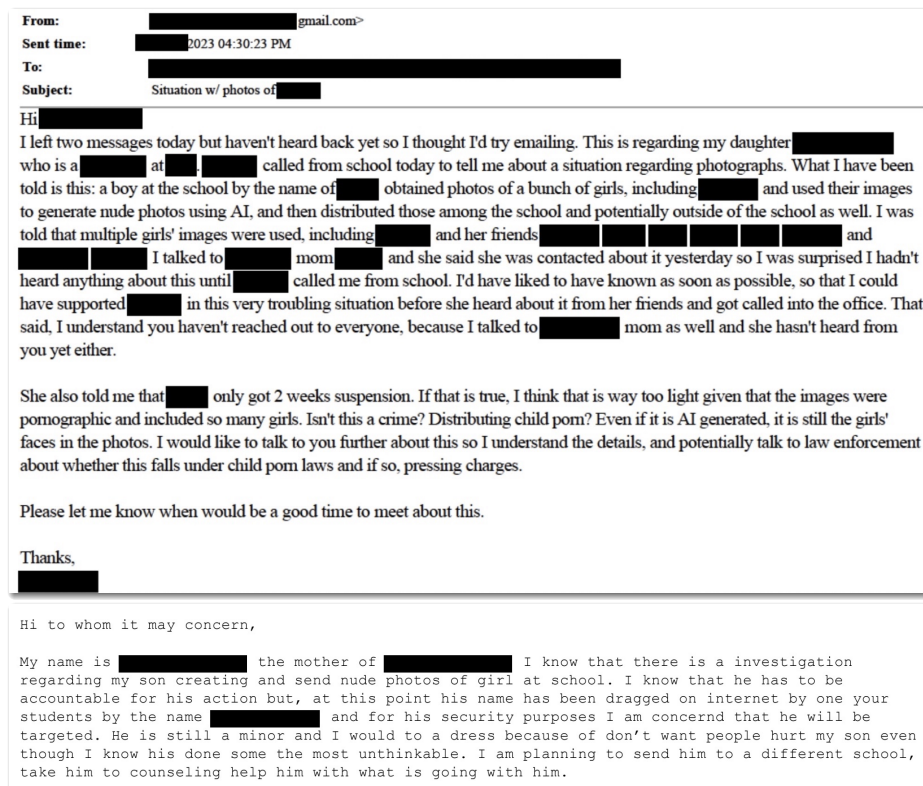 From: gmail.com>
Sent time: 2023 04:30:23 PM
To:
Subject: Situation w/ photos of
Hi
I left two messages today but haven't heard back yet so I thought I'd try emailing. This is regarding my daughter
who is a at . called from school today to tell me about a situation regarding photographs. What I have been
told is this: a boy at the school by the name of obtained photos of a bunch of girls, including and used their images
to generate nude photos using AI, and then distributed those among the school and potentially outside of the school as well. I was
told that multiple girls' images were used, including and her friends and
I talked to mom and she said she was contacted about it yesterday so I was surprised I hadn't
heard anything about this until called me from school. I'd have liked to have known as soon as possible, so that I could
have supported in this very troubling situation before she heard about it from her friends and got called into the office. That
said, I understand you haven't reached out to everyone, because I talked to mom as well and she hasn't heard from
you yet either.
She also told me that only got 2 weeks suspension. If that is true, I think that is way too light given that the images were
pornographic and included so many girls. Isn't this a crime? Distributing child porn? Even if it is AI generated, it is still the girls'
faces in the photos. I would like to talk to you further about this so I understand the details, and potentially talk to law enforcement
about whether this falls under child porn laws and if so, pressing charges.
Please let me know when would be a good time to meet about this.
Thanks,
Hi to whom it may concern,
My name is the mother of I know that there is a investigation
regarding my son creating and send nude photos of girl at school. I know that he has to be
accountable for his action but, at this point his name has been dragged on internet by one your
students by the name and for his security purposes I am concernd that he will be
targeted. He is still a minor and I would to a dress because of don't want people hurt my son even
though I know his done some the most unthinkable. I am planning to send him to a different school,
take him to counseling help him with what is going with him.